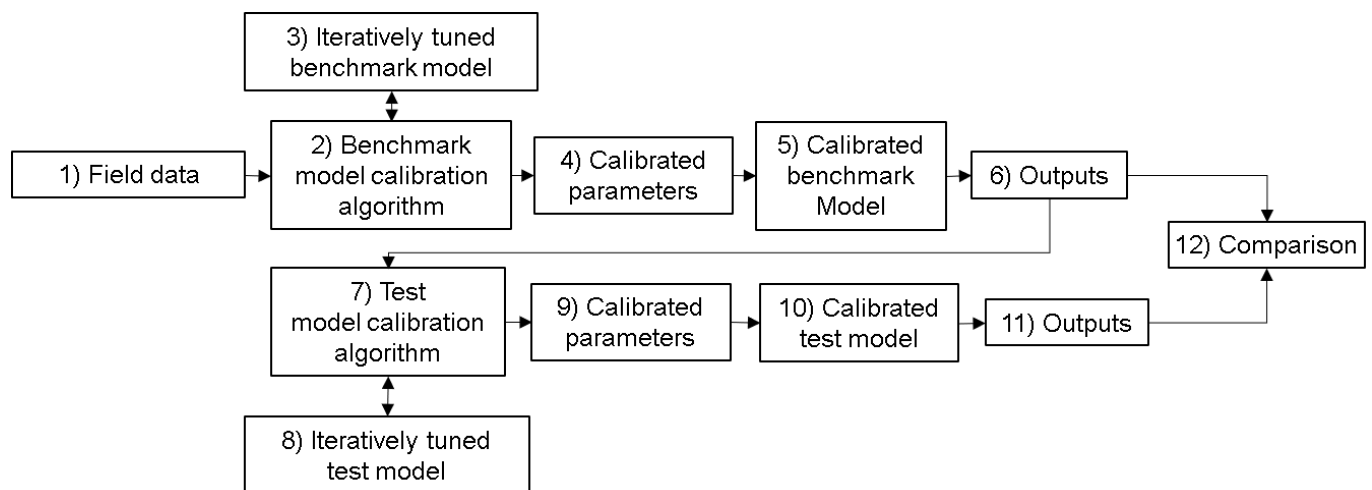 3) Iteratively tuned
benchmark model
1) Field data
2) Benchmark
model calibration
algorithm
4) Calibrated
parameters
5) Calibrated
benchmark
Model
6) Outputs
12) Comparison
7) Test
model calibration
algorithm
9) Calibrated
parameters
10) Calibrated
test model
11) Outputs
8) Iteratively tuned
test model